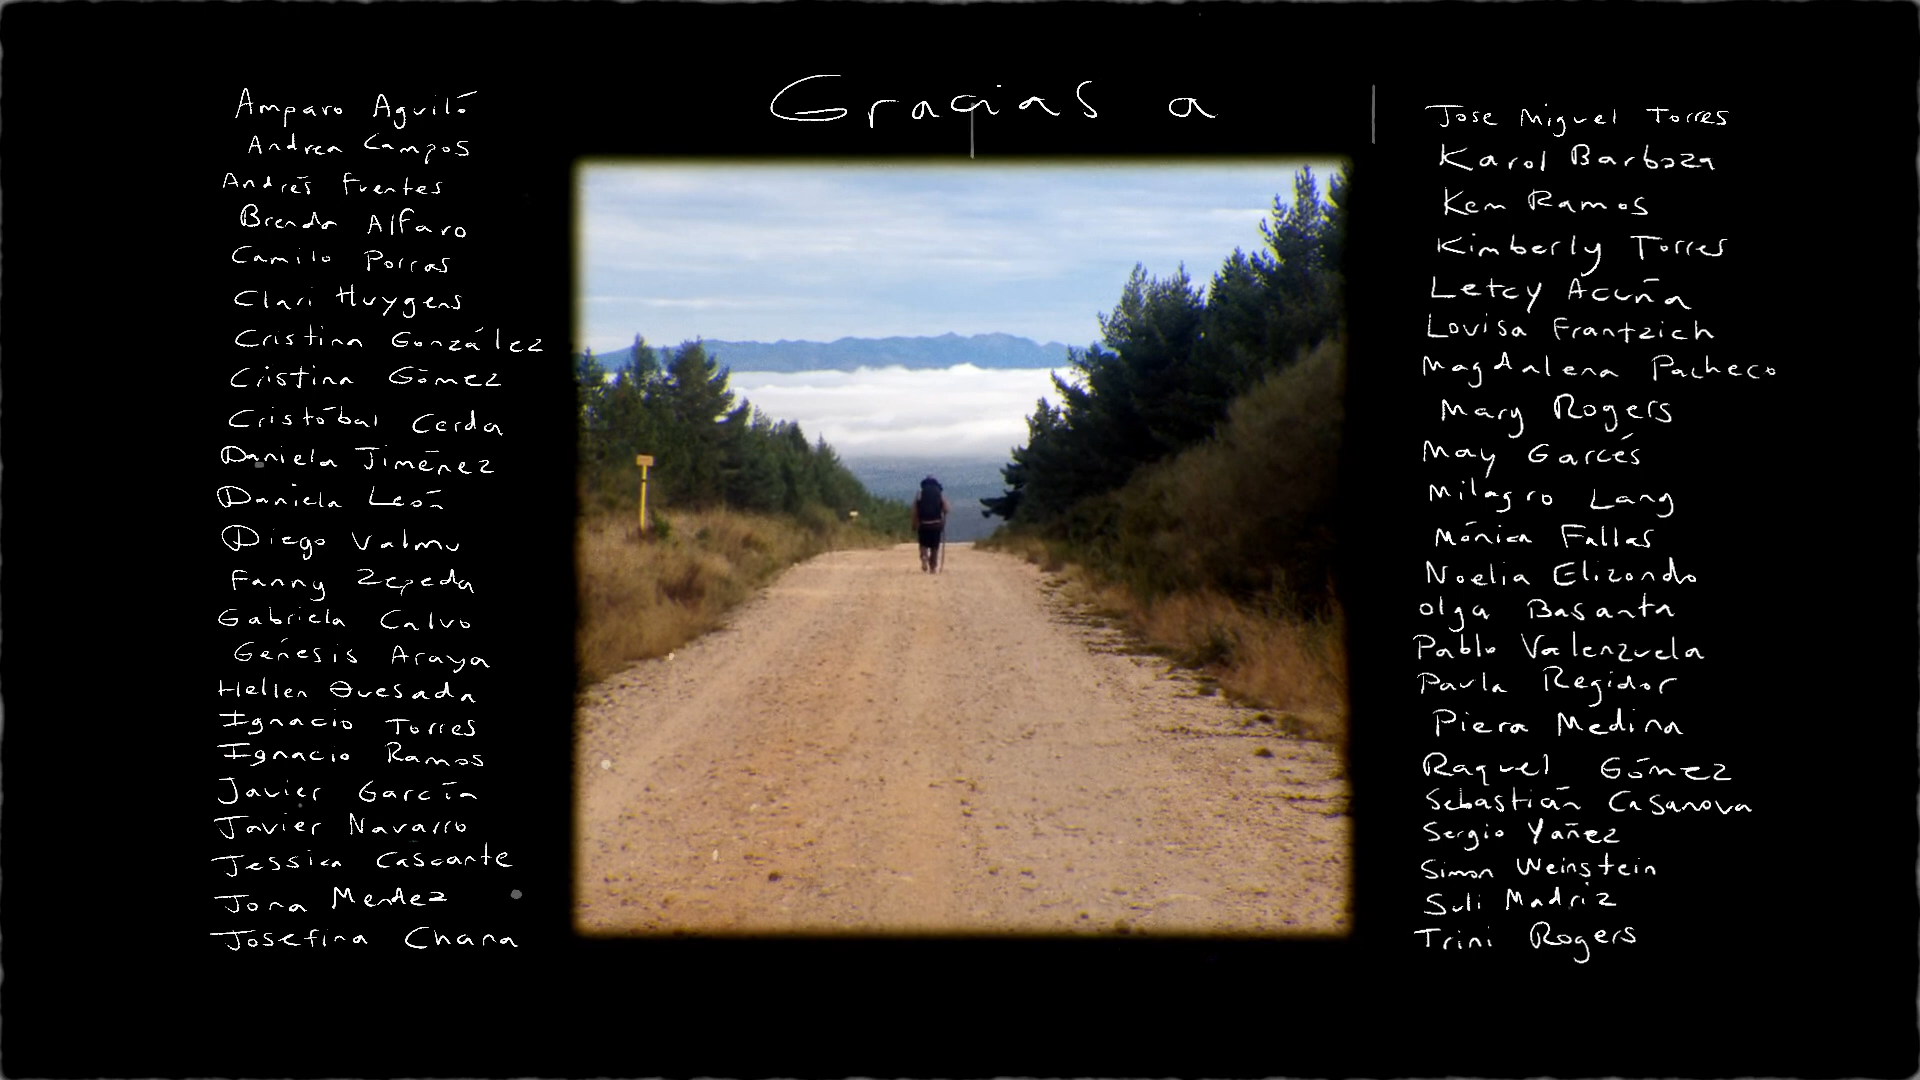 Gracias a
Amparo Aguiló
Andrea Campos
Andrés Fuentes
Brenda Alfaro
Camilo Porras
Clari Huygens
Cristina González
Cristina Gómez
Cristóbal Cerda
Daniela Jiménez
Daniela León
Diego Valmu
Fanny Zepeda
Gabriela Calvo
Génesis Araya
Hellen Quesada
Ignacio Torres
Ignacio Ramos
Javier García
Javier Navarro
Jessica Cascante
Jona Mendez
Josefina Chana
Jose Miguel Torres
Karol Barboza
Ken Ramos
Kimberly Torres
Letcy Acuña
Lovisa Frantzich
Magdalena Pacheco
Mary Rogers
May Garcés
Milagro Lang
Mónica Fallas
Noelia Elizondo
Olga Basanta
Pablo Valenzuela
Paula Regidor
Piera Medina
Raquel Gómez
Sebastián Casanova
Sergio Yañez
Simon Weinstein
Suli Madriz
Trini Rogers